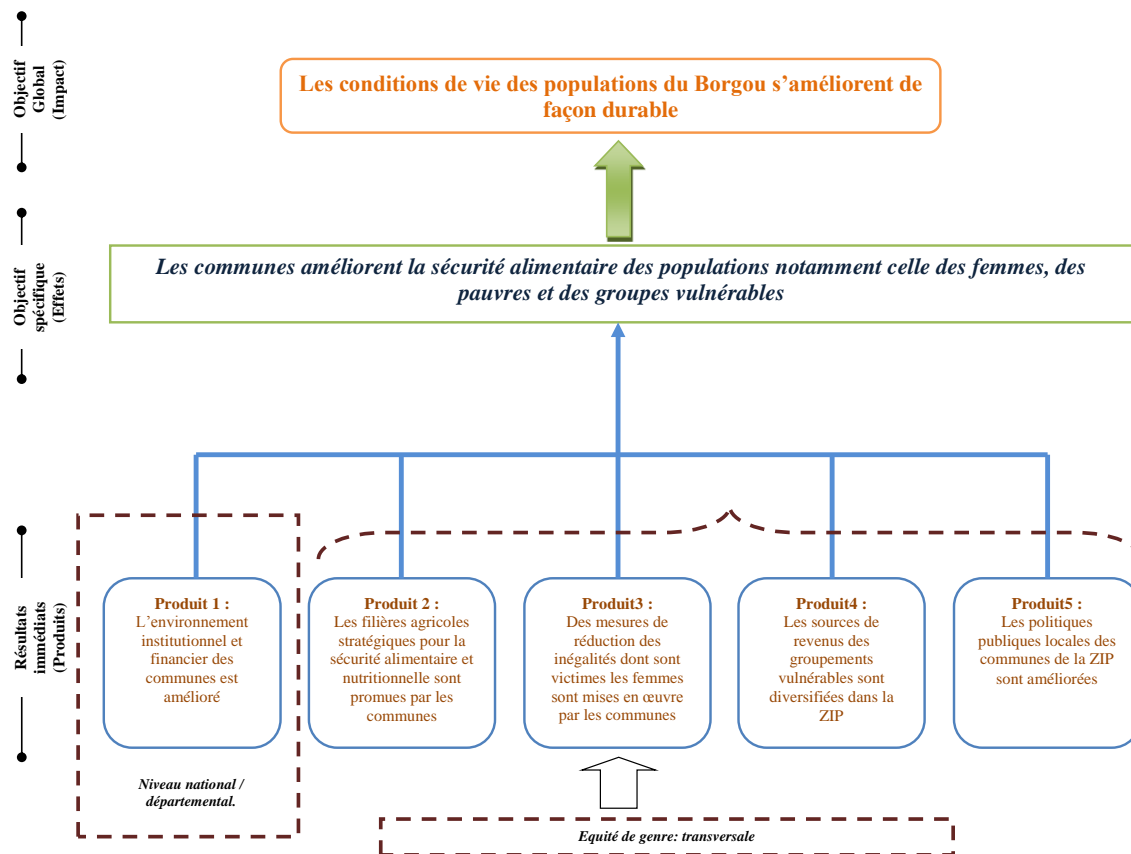 Objectif
Global
(Impact)
Les conditions de vie des populations du Borgou s’améliorent de
façon durable
Objectif
spécifique
(Effets)
Les communes améliorent la sécurité alimentaire des populations notamment celle des femmes, des
pauvres et des groupes vulnérables
Résultats
immédiats
(Produits)
Produit 1 :
L’environnement
institutionnel et
financier des
communes est
amélioré
Produit 2 :
Les filières agricoles
stratégiques pour la
sécurité alimentaire et
nutritionnelle sont
promues par les
communes
Produit3 :
Des mesures de
réduction des
inégalités dont sont
victimes les femmes
sont mises en œuvre
par les communes
Produit4 :
Les sources de
revenus des
groupements
vulnérables sont
diversifiées dans la
ZIP
Produit5 :
Les politiques
publiques locales des
communes de la ZIP
sont améliorées
Niveau national /
départemental.
Equité de genre: transversale